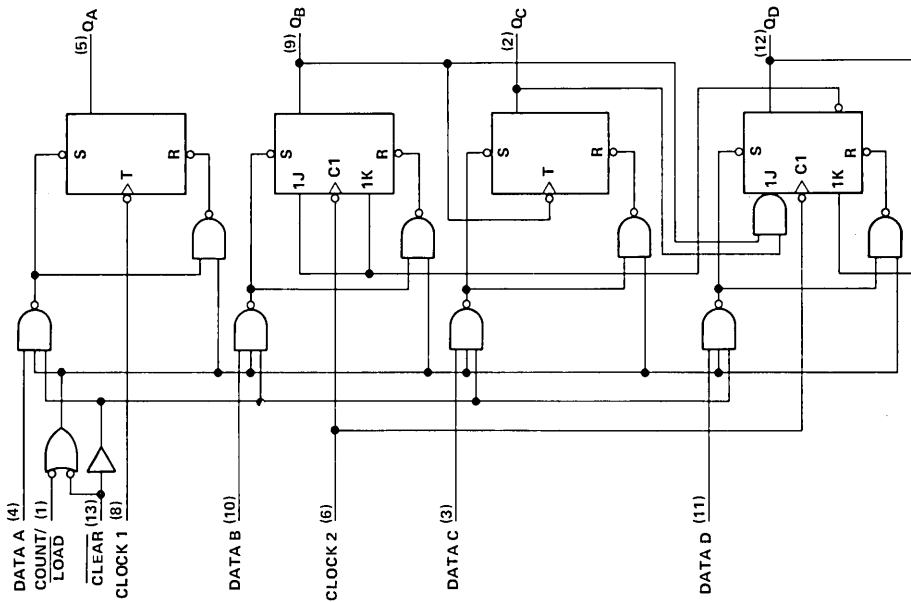 DATA A (4)
COUNT/ (1)
LOAD
CLEAR (13)
CLOCK 1 (8)
DATA B (10)
CLOCK 2 (6)
DATA C (3)
DATA D (11)
S
T
R
(5) QA
S
1J
C1
1K
R
(9) QB
S
T
R
(2) QC
S
1J
C1
1K
R
(12) QD